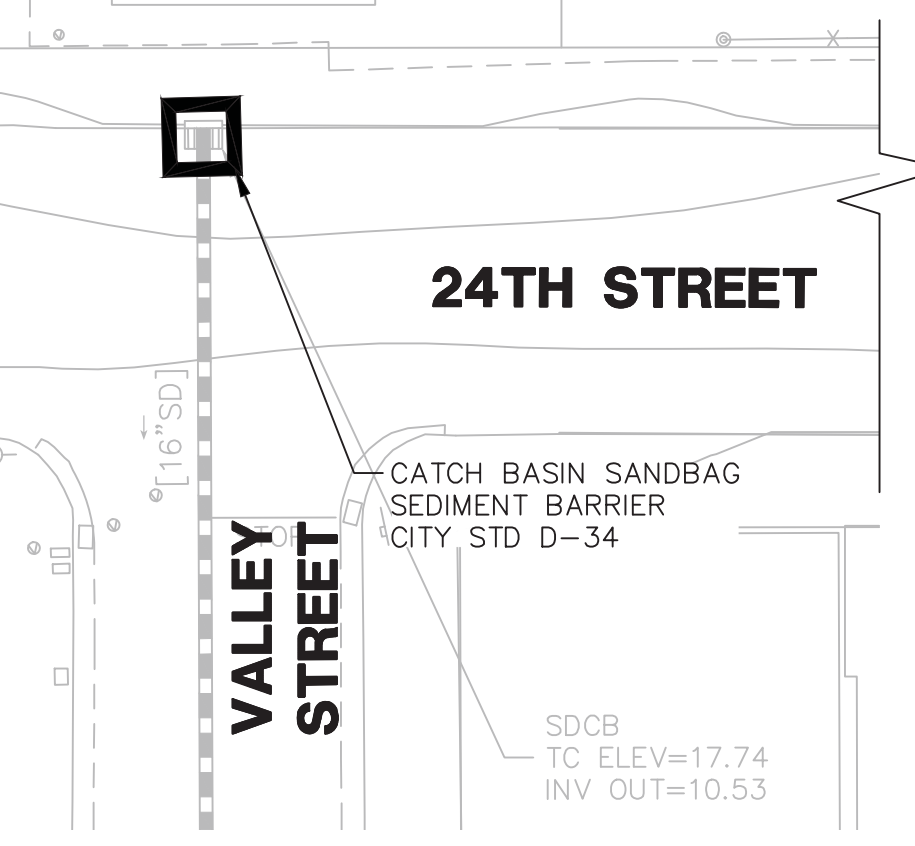 24TH STREET
[16"SD]
CATCH BASIN SANDBAG
SEDIMENT BARRIER
CITY STD D-34
VALLEY
STREET
SDCB
TC ELEV=17.74
INV OUT=10.53